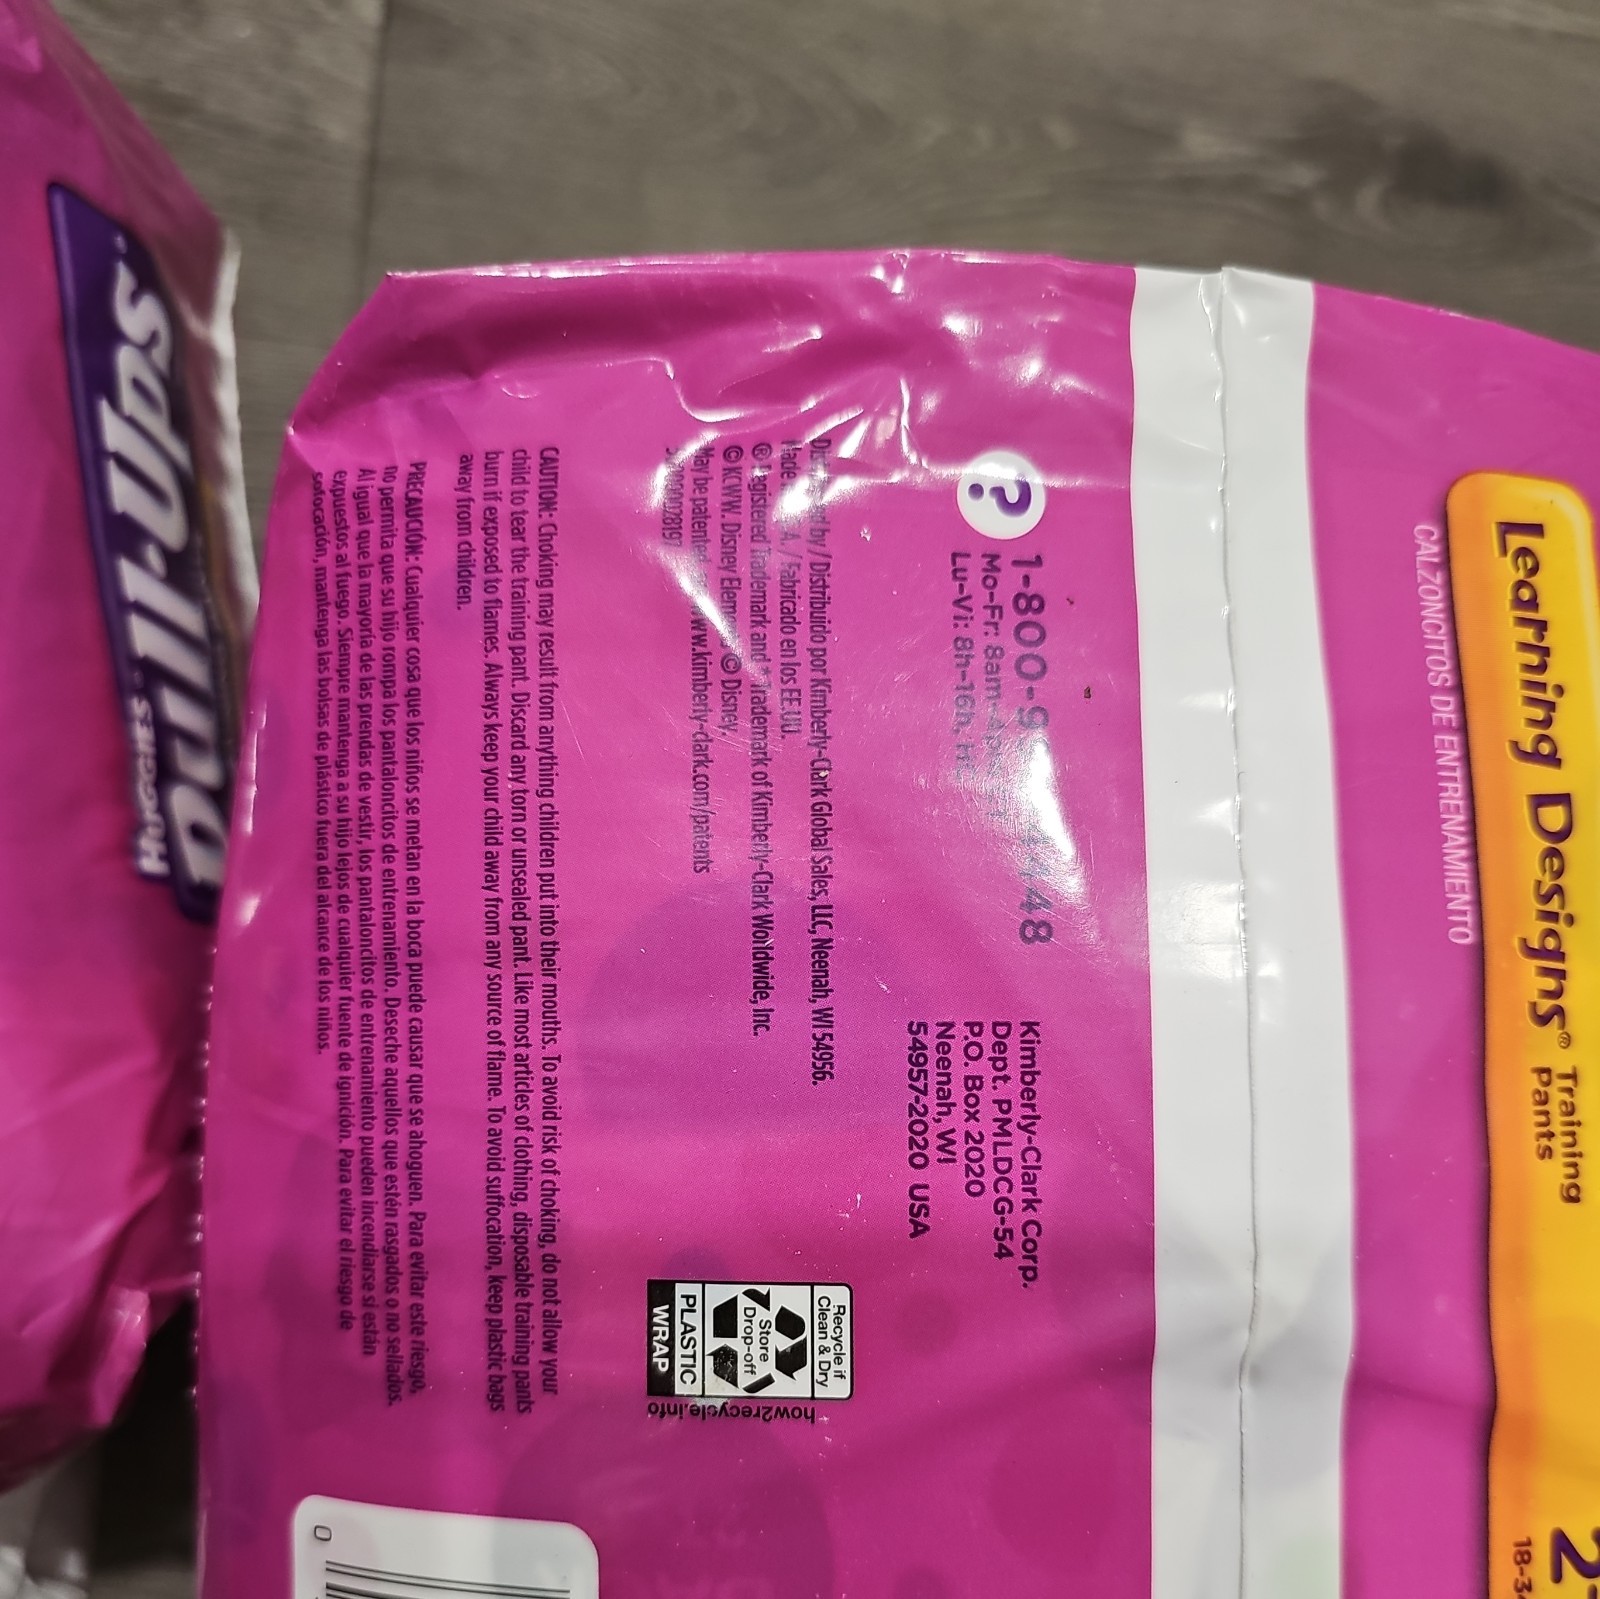 Learning Designs® Training Pants
CALZONCITOS DE ENTRENAMIENTO
18-3
?
1-800-9 4448
Mo-Fr: 8am-4p
Lu-Vi: 8h-16h,
Kimberly-Clark Corp.
Dept. PMLDCG-54
P.O. Box 2020
Neenah, WI
54957-2020 USA
by / Distribuido por Kimberly-Clark Global Sales, LLC, Neenah, WI 54956.
/ Fabricado en los EE.UU.
® Registered Trademark and * Trademark of Kimberly-Clark Worldwide, Inc.
© KCWW. Disney Elements © Disney.
May be patented www.kimberly-clark.com/patents
Recycle if
Clean & Dry
Store
Drop-off
PLASTIC
WRAP
how2recycle.info
CAUTION: Choking may result from anything children put into their mouths. To avoid risk of choking, do not allow your
child to tear the training pant. Discard any torn or unsealed pant. Like most articles of clothing, disposable training pants
burn if exposed to flames. Always keep your child away from any source of flame. To avoid suffocation, keep plastic bags
away from children.
PRECAUCIÓN: Cualquier cosa que los niños se metan en la boca puede causar que se ahoguen. Para evitar este riesgo,
no permita que su hijo rompa los pantaloncitos de entrenamiento. Deseche aquellos que estén rasgados o no sellados.
Al igual que la mayoría de las prendas de vestir, los pantaloncitos de entrenamiento pueden incendiarse si están
expuestos al fuego. Siempre mantenga a su hijo lejos de cualquier fuente de ignición. Para evitar el riesgo de
sofocación, mantenga las bolsas de plástico fuera del alcance de los niños.
0
HUGGIES
PULL-UPS